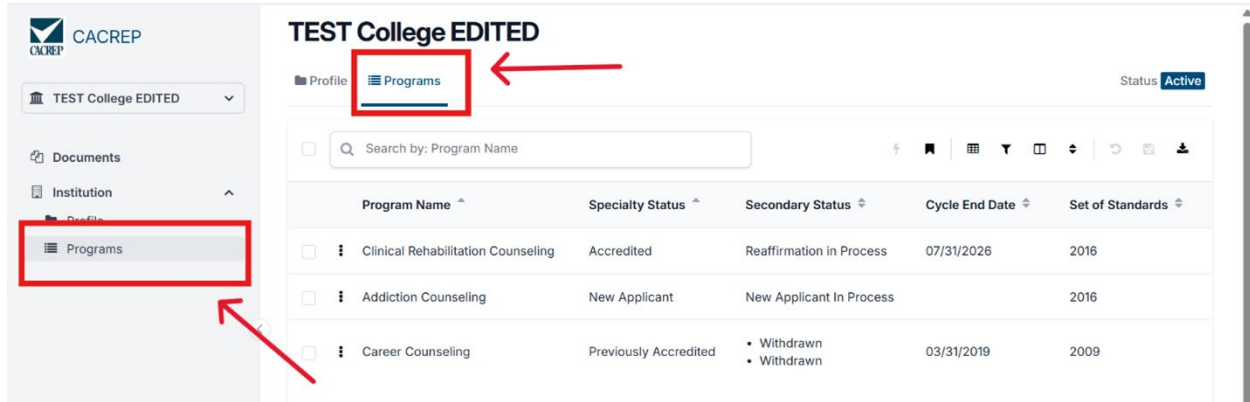 CACREP
CACREP
TEST College EDITED
Documents
Institution
Profile
Programs
TEST College EDITED
Profile
Programs
Status Active
Search by: Program Name
Program Name Specialty Status Secondary Status Cycle End Date Set of Standards
Clinical Rehabilitation Counseling Accredited Reaffirmation in Process 07/31/2026 2016
Addiction Counseling New Applicant New Applicant In Process 2016
Career Counseling Previously Accredited • Withdrawn 03/31/2019 2009
• Withdrawn